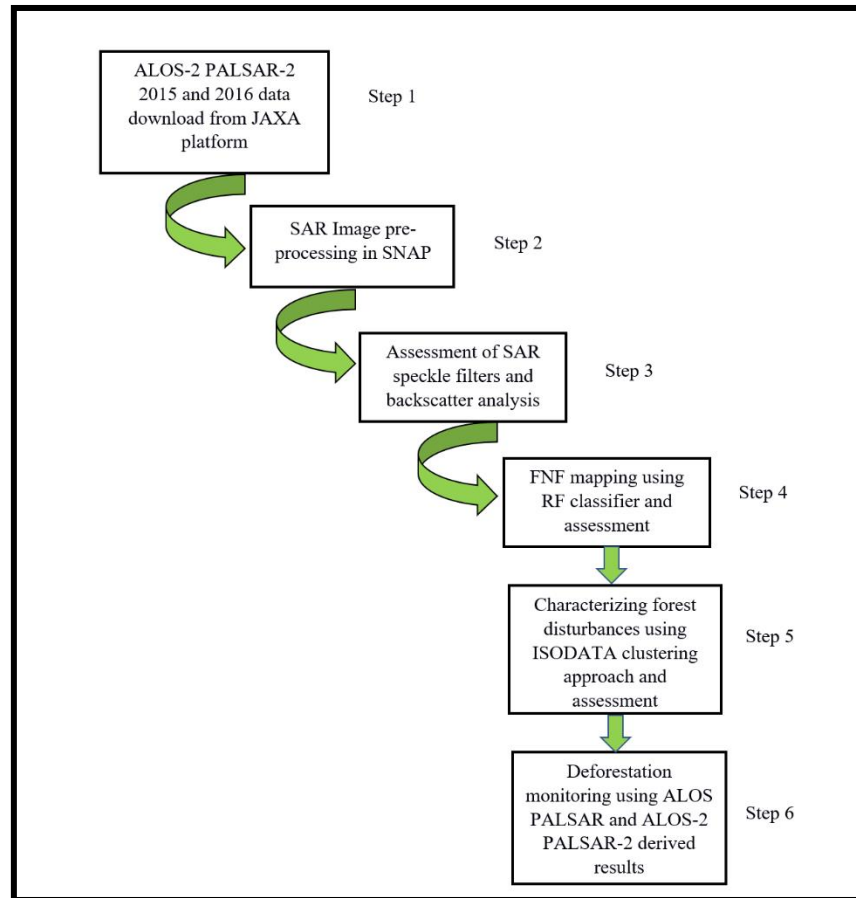 ALOS-2 PALSAR-2
2015 and 2016 data
download from JAXA
platform
Step 1
SAR Image pre-
processing in SNAP
Step 2
Assessment of SAR
speckle filters and
backscatter analysis
Step 3
FNF mapping using
RF classifier and
assessment
Step 4
Characterizing forest
disturbances using
ISODATA clustering
approach and
assessment
Step 5
Deforestation
monitoring using ALOS
PALSAR and ALOS-2
PALSAR-2 derived
results
Step 6